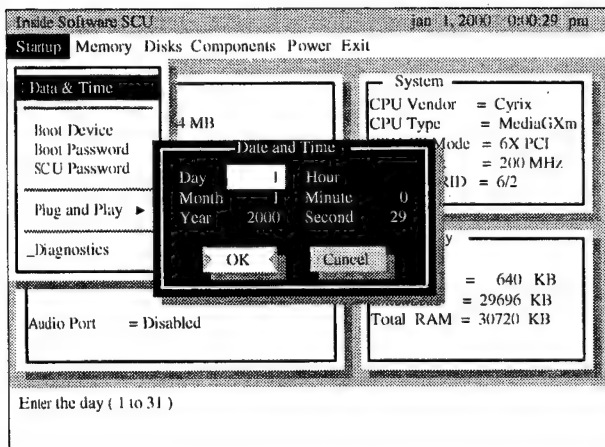 Inside Software SCU jan 1, 2000 0:00:29 pm
Startup Memory Disks Components Power Exit
Data & Time
Boot Device
Boot Password
SCU Password
Plug and Play ►
_Diagnostics
4 MB
Audio Port = Disabled
System
CPU Vendor = Cyrix
CPU Type = MediaGXm
Mode = 6X PCI
= 200 MHz
RID = 6/2
y
= 640 KB
= 29696 KB
Total RAM = 30720 KB
Date and Time
Day 1 Hour
Month 1 Minute 0
Year 2000 Second 29
OK Cancel
Enter the day ( 1 to 31 )